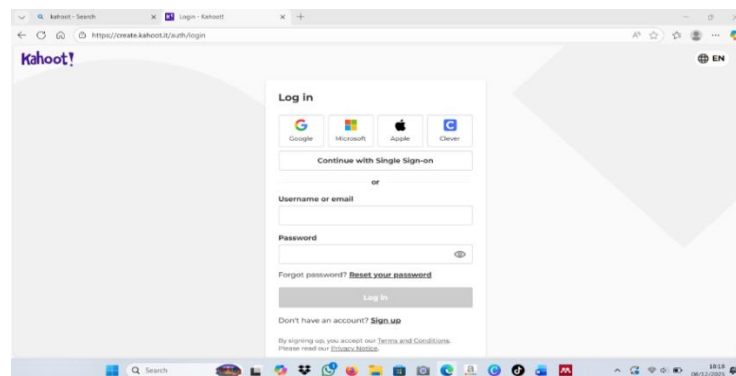 kahoot - Search
Login - Kahoot!
https://create.kahoot.it/auth/login
Kahoot!
EN
Log in
Google
Microsoft
Apple
Clever
Continue with Single Sign-on
or
Username or email
Password
Forgot password? Reset your password
Log in
Don't have an account? Sign up
By signing up, you accept our Terms and Conditions.
Please read our Privacy Notice.
Search
18:18